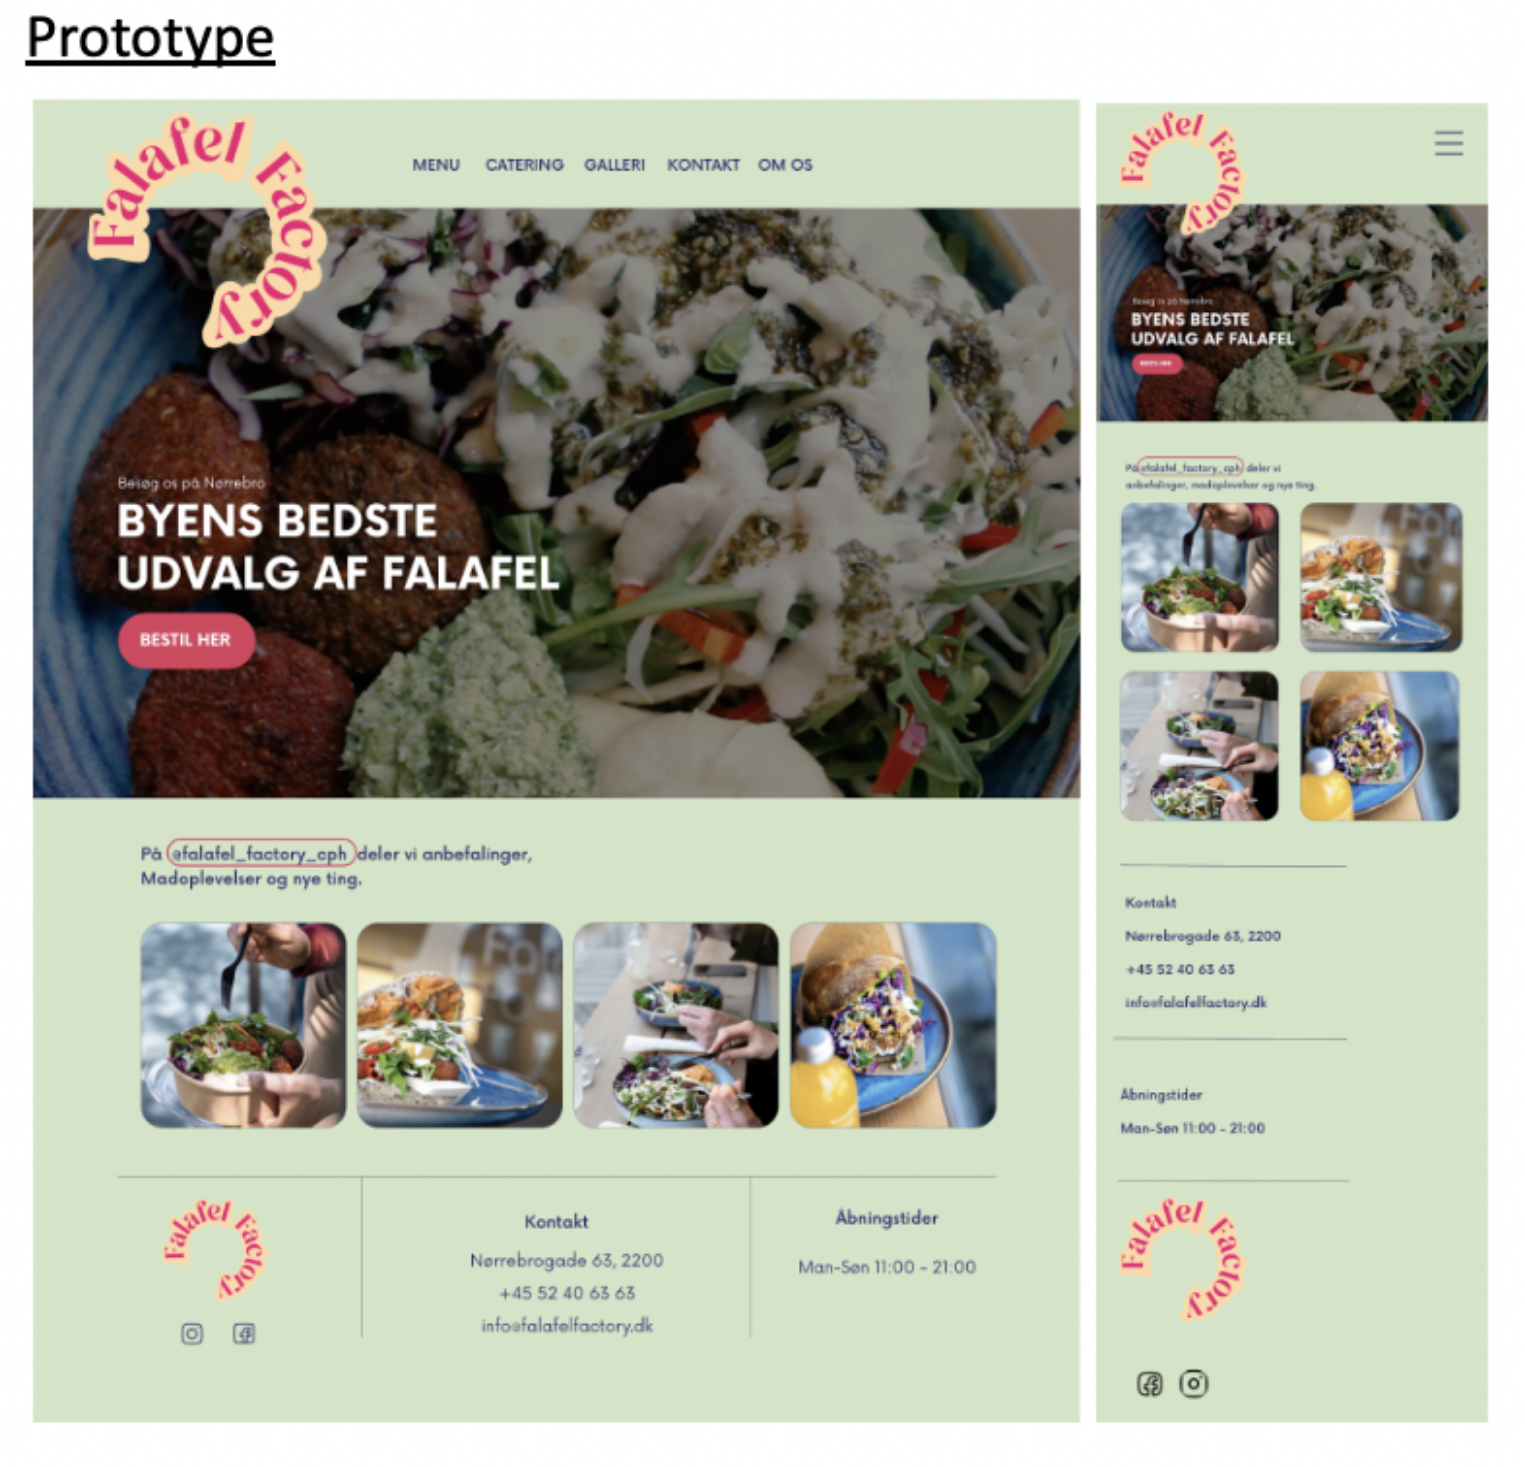 Prototype
Falafel Factory
MENU CATERING GALLERI KONTAKT OM OS
Besøg os på Nørrebro
BYENS BEDSTE
UDVALG AF FALAFEL
BESTIL HER
På @falafel_factory_cph deler vi anbefalinger,
Madoplevelser og nye ting.
Falafel Factory
Kontakt
Nørrebrogade 63, 2200
+45 52 40 63 63
info@falafelfactory.dk
Åbningstider
Man-Søn 11:00 - 21:00
Falafel Factory
Besøg os på Nørrebro
BYENS BEDSTE
UDVALG AF FALAFEL
BESTIL HER
På @falafel_factory_cph deler vi
anbefalinger, madoplevelser og nye ting.
Kontakt
Nørrebrogade 63, 2200
+45 52 40 63 63
info@falafelfactory.dk
Åbningstider
Man-Søn 11:00 - 21:00
Falafel Factory